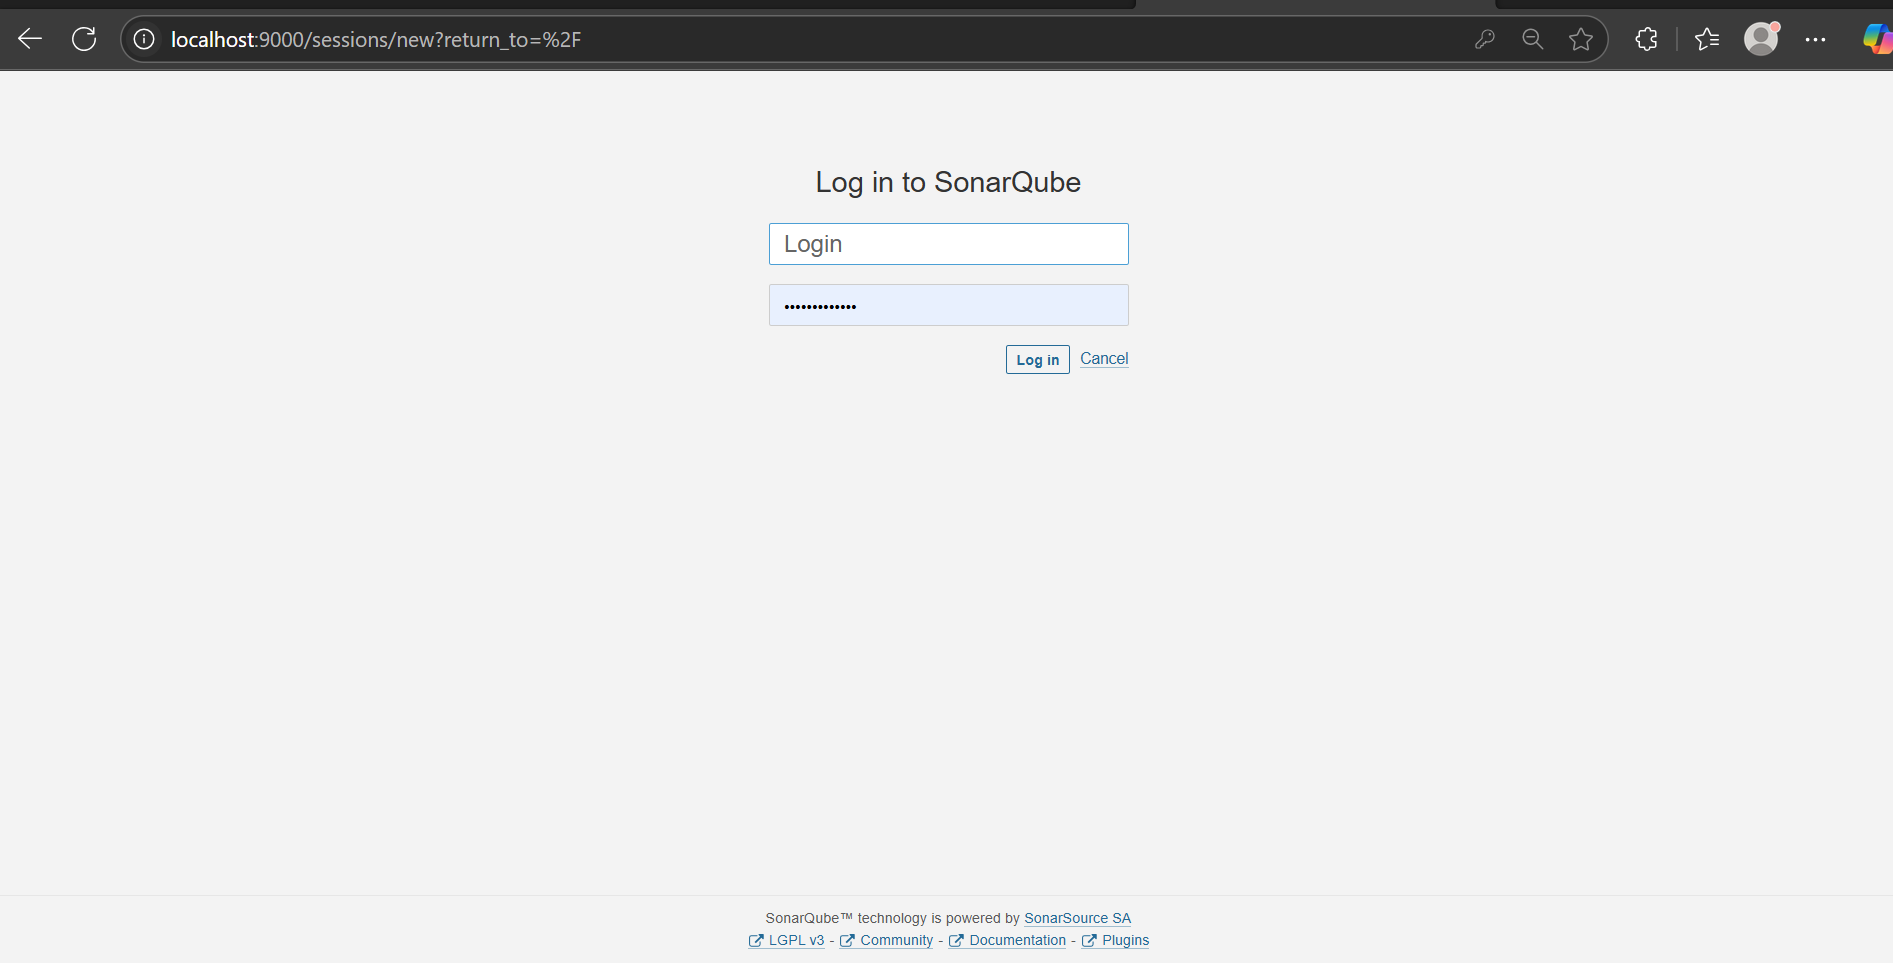 localhost:9000/sessions/new?return_to=%2F
Log in to SonarQube
Login
•••••••••••••
Log in Cancel
SonarQube™ technology is powered by SonarSource SA
LGPL v3 - Community - Documentation - Plugins